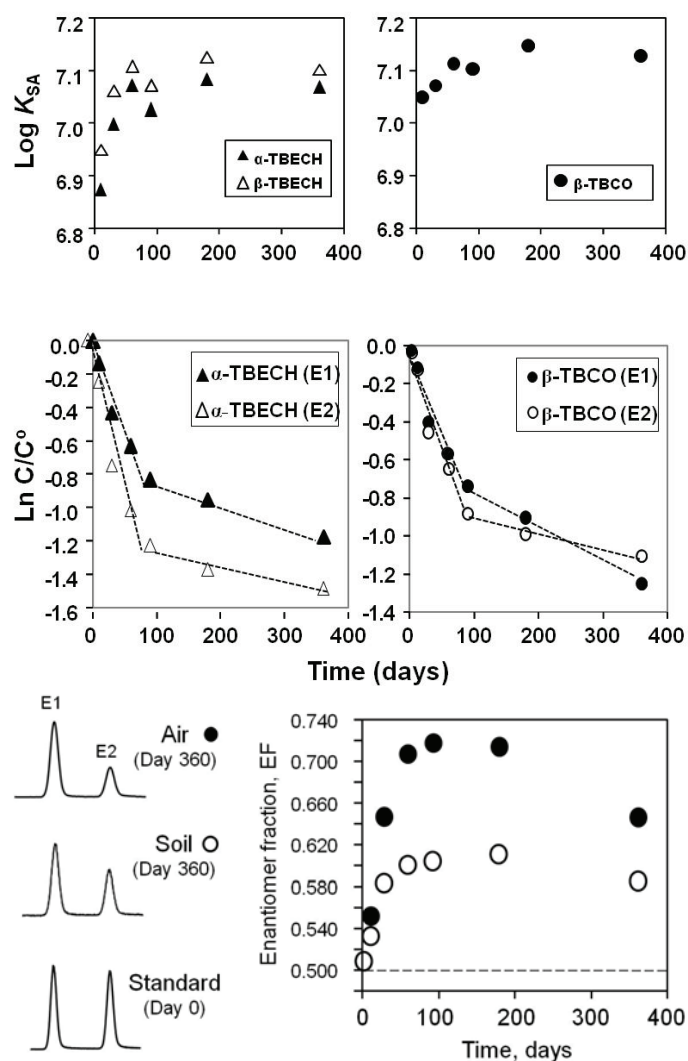 7.2
7.1
7.0
6.9
6.8
Log KSA
▲ α-TBECH
△ β-TBECH
0 100 200 300 400
7.2
7.1
7.0
6.9
6.8
● β-TBCO
0 100 200 300 400
0.0
-0.2
-0.4
-0.6
-0.8
-1.0
-1.2
-1.4
-1.6
Ln C/C°
▲ α-TBECH (E1)
△ α-TBECH (E2)
0 100 200 300 400
0.0
-0.2
-0.4
-0.6
-0.8
-1.0
-1.2
-1.4
● β-TBCO (E1)
○ β-TBCO (E2)
0 100 200 300 400
Time (days)
E1
E2
Air ●
(Day 360)
Soil ○
(Day 360)
Standard
(Day 0)
0.740
0.700
0.660
0.620
0.580
0.540
0.500
Enantiomer fraction, EF
0 100 200 300 400
Time, days